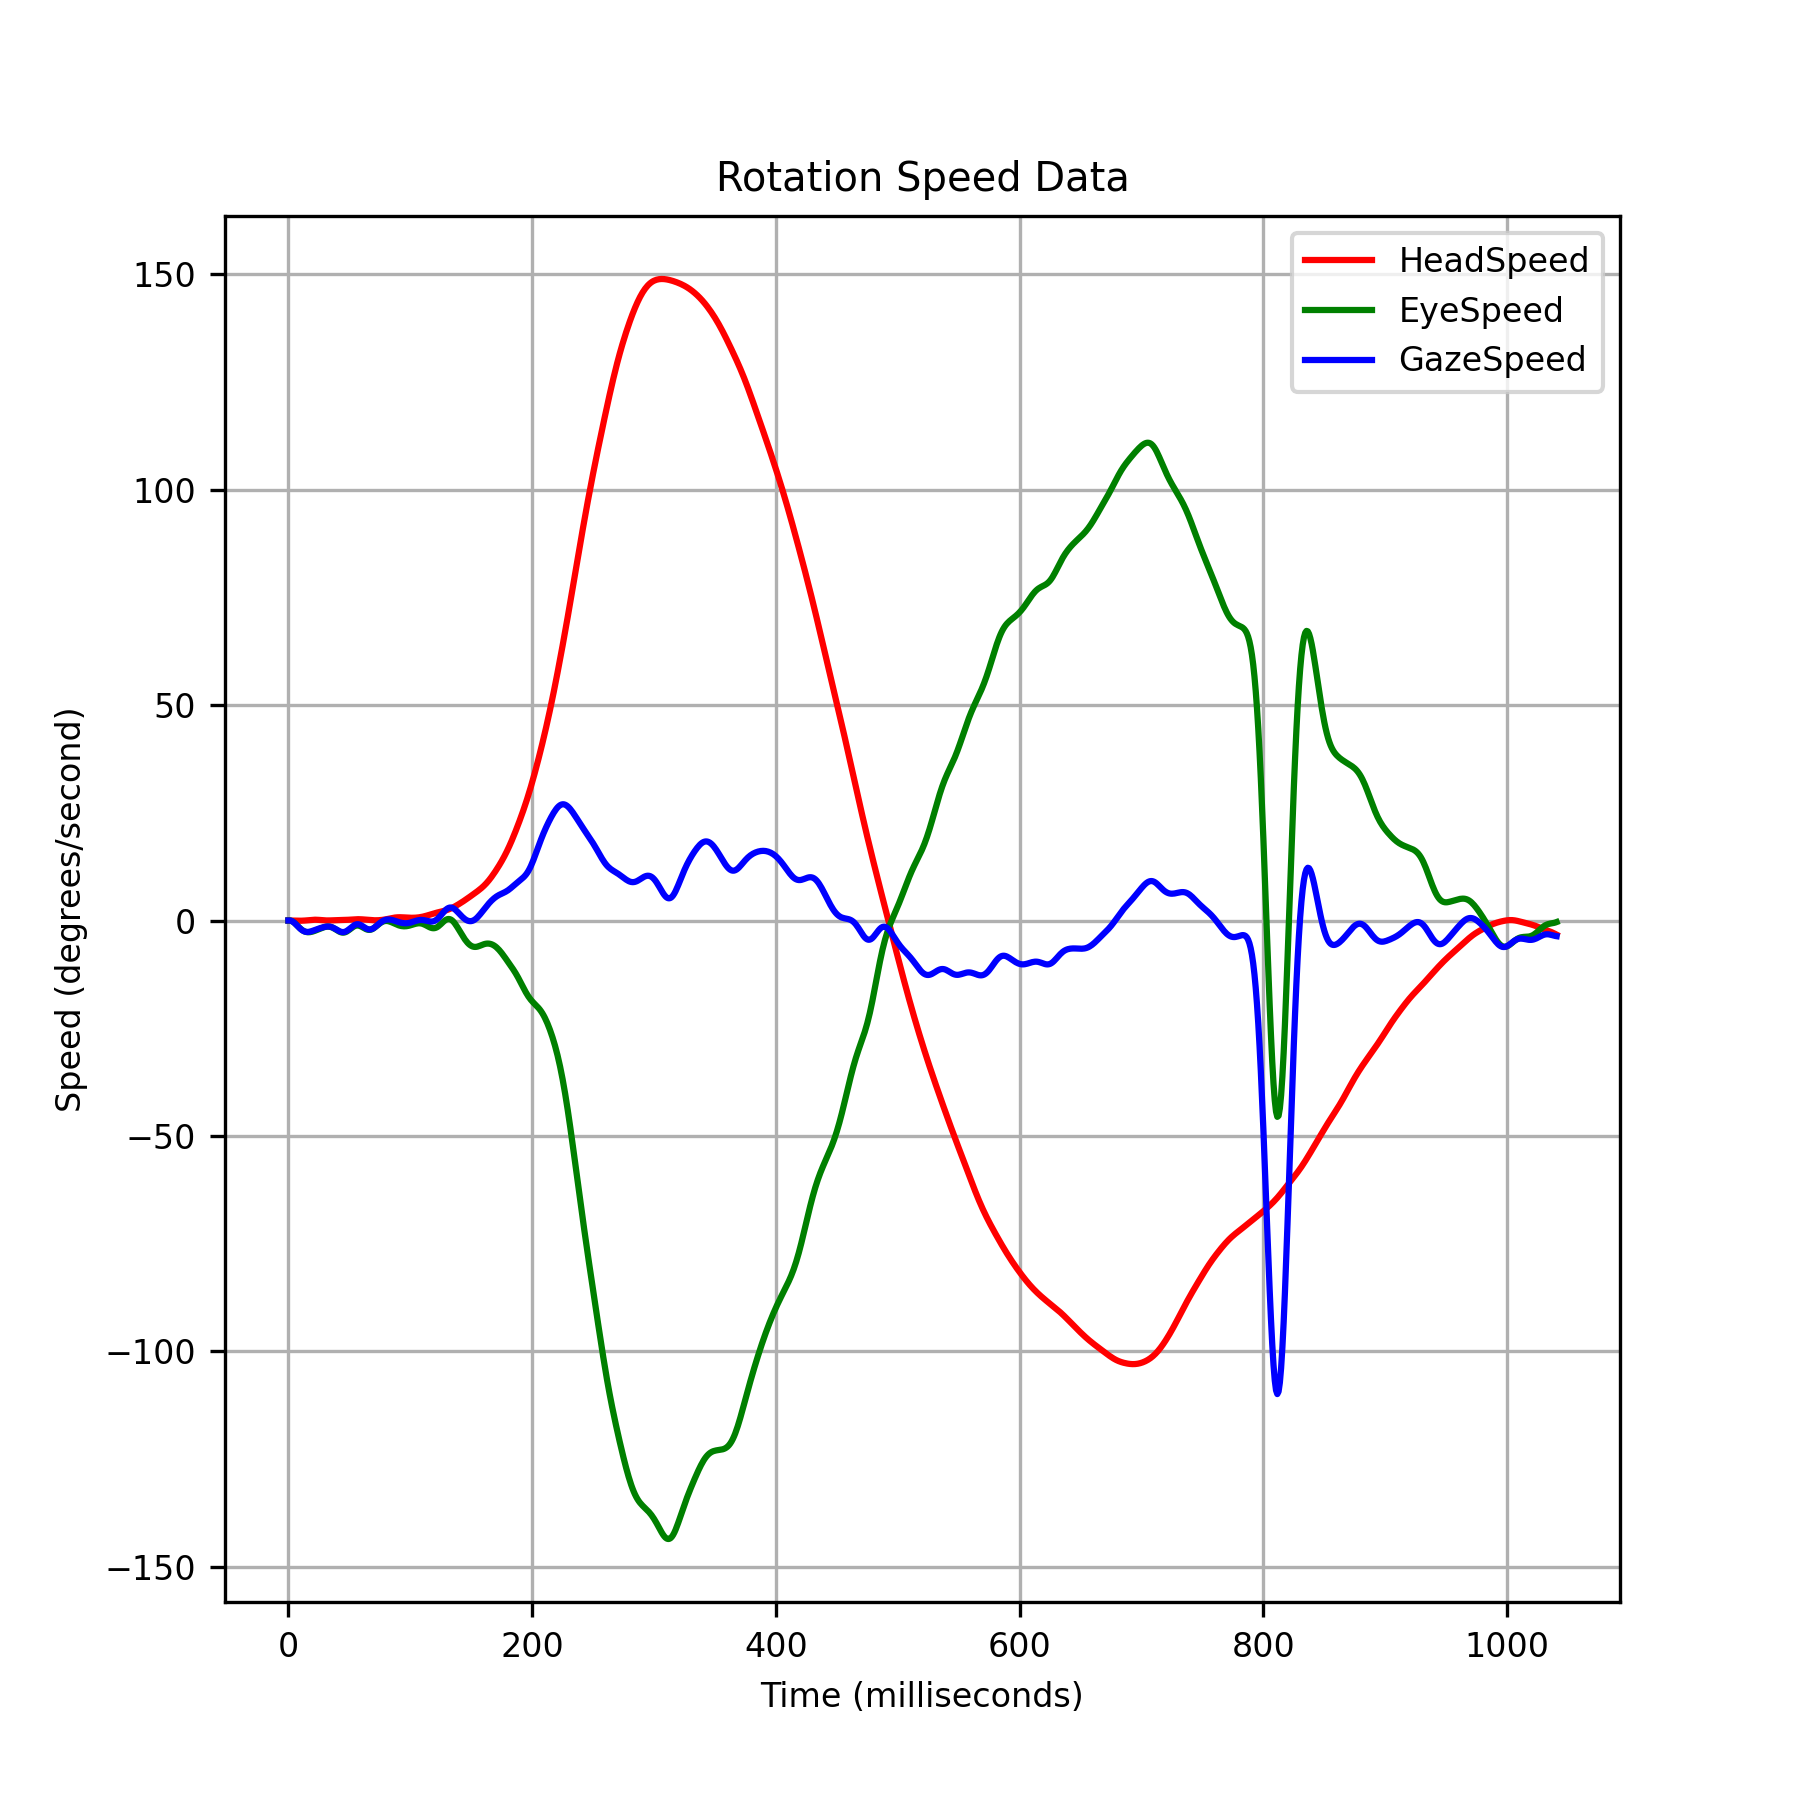 Rotation Speed Data
HeadSpeed
EyeSpeed
GazeSpeed
150
100
50
0
−50
−100
−150
Speed (degrees/second)
0 200 400 600 800 1000
Time (milliseconds)